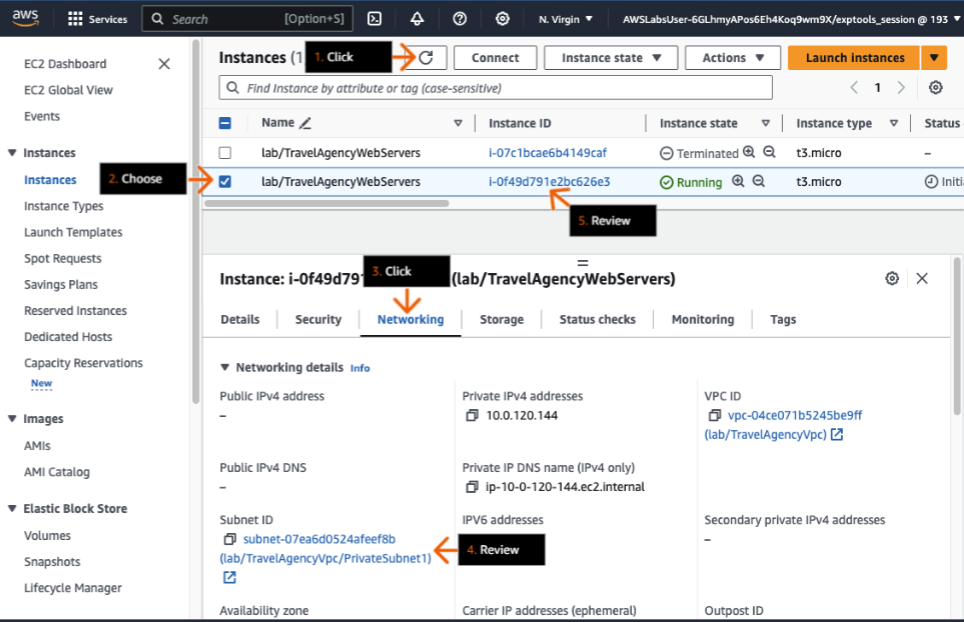 aws
Services
Search [Option+S]
N. Virgin ▼
AWSLabsUser-6GLhmyAPos6Eh4Koq9wm9X/exptools_session @ 193 ▼
EC2 Dashboard
EC2 Global View
Events
▼ Instances
Instances
Instance Types
Launch Templates
Spot Requests
Savings Plans
Reserved Instances
Dedicated Hosts
Capacity Reservations
New
▼ Images
AMIs
AMI Catalog
▼ Elastic Block Store
Volumes
Snapshots
Lifecycle Manager
Instances (1
1. Click
Connect
Instance state ▼
Actions ▼
Launch instances ▼
Find Instance by attribute or tag (case-sensitive)
< 1 >
Name Instance ID Instance state Instance type Status
lab/TravelAgencyWebServers i-07c1bcae6b4149caf Terminated t3.micro –
2. Choose
lab/TravelAgencyWebServers i-0f49d791e2bc626e3 Running t3.micro Initi
5. Review
Instance: i-0f49d79 (lab/TravelAgencyWebServers)
3. Click
Details Security Networking Storage Status checks Monitoring Tags
▼ Networking details Info
Public IPv4 address
–
Private IPv4 addresses
10.0.120.144
VPC ID
vpc-04ce071b5245be9ff
(lab/TravelAgencyVpc)
Public IPv4 DNS
–
Private IP DNS name (IPv4 only)
ip-10-0-120-144.ec2.internal
Subnet ID
subnet-07ea6d0524afeef8b
(lab/TravelAgencyVpc/PrivateSubnet1)
IPV6 addresses
4. Review
Secondary private IPv4 addresses
–
Availability zone
Carrier IP addresses (ephemeral)
Outpost ID